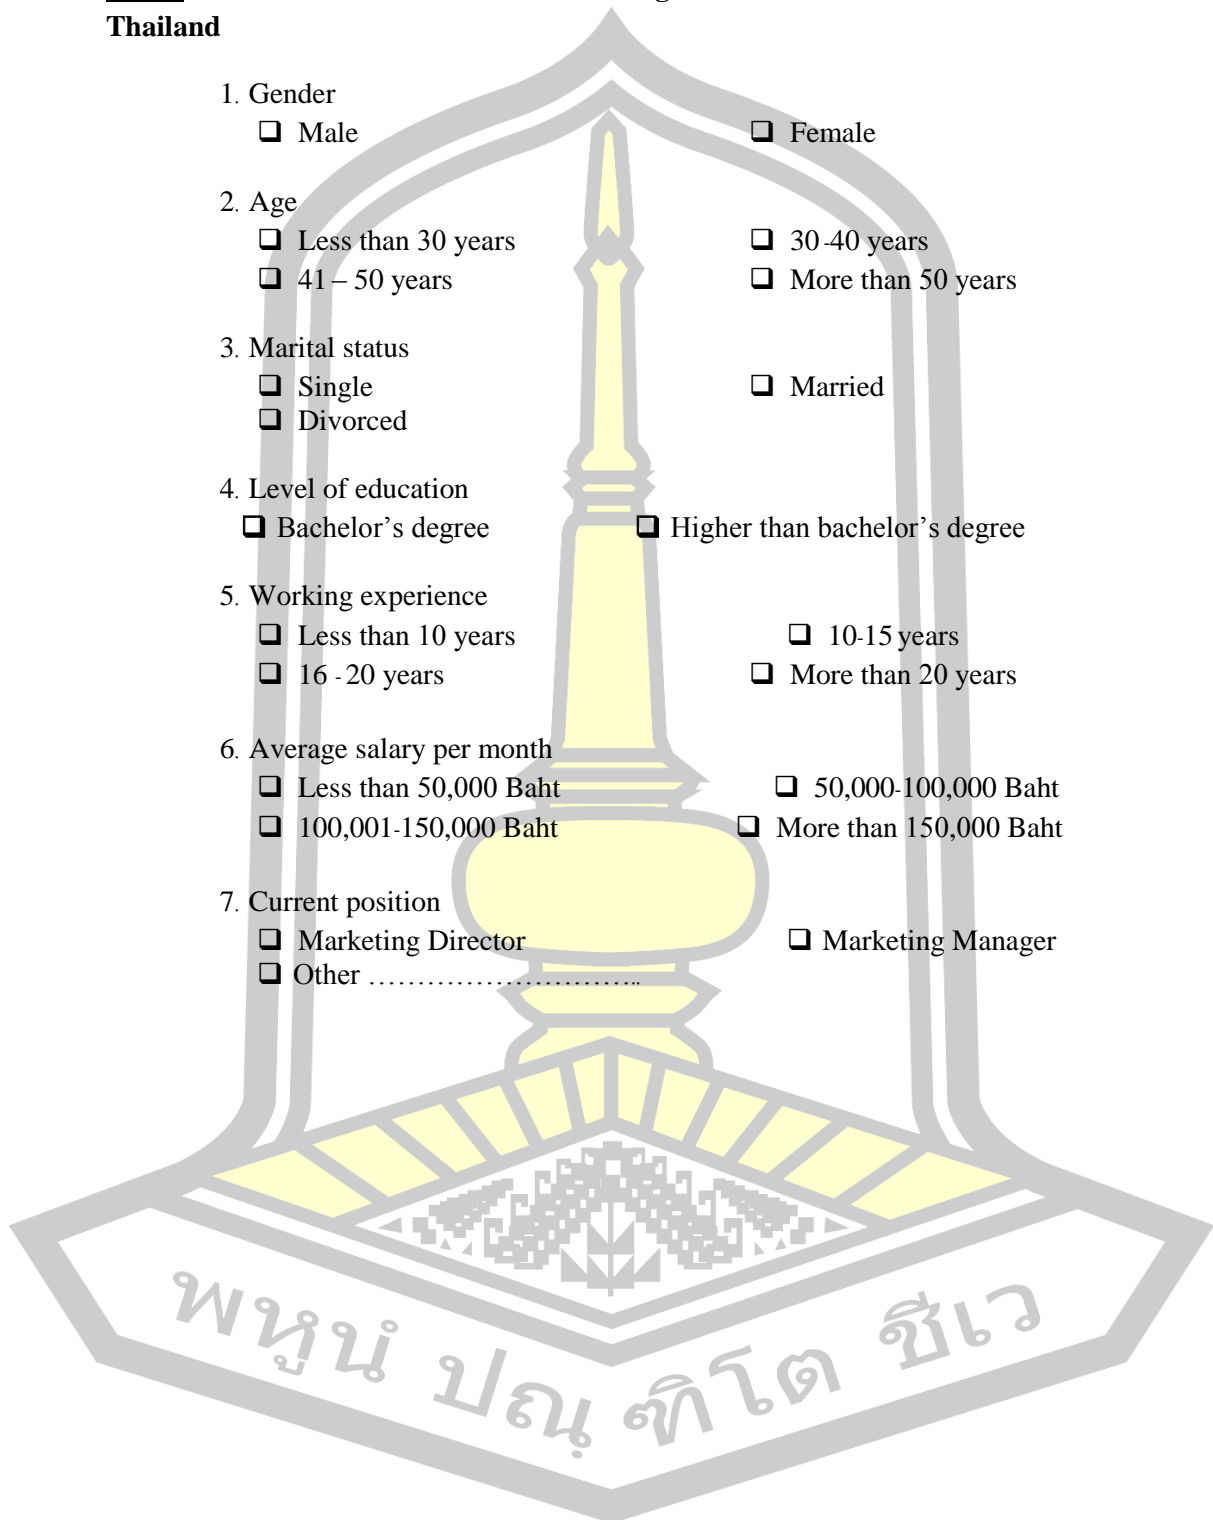 Thailand
1. Gender
❑ Male ❑ Female
2. Age
❑ Less than 30 years ❑ 30-40 years
❑ 41 – 50 years ❑ More than 50 years
3. Marital status
❑ Single ❑ Married
❑ Divorced
4. Level of education
❑ Bachelor’s degree ❑ Higher than bachelor’s degree
5. Working experience
❑ Less than 10 years ❑ 10-15 years
❑ 16 - 20 years ❑ More than 20 years
6. Average salary per month
❑ Less than 50,000 Baht ❑ 50,000-100,000 Baht
❑ 100,001-150,000 Baht ❑ More than 150,000 Baht
7. Current position
❑ Marketing Director ❑ Marketing Manager
❑ Other ………………………..
พหูนํ ปณฺ ฑิโต ชีเว